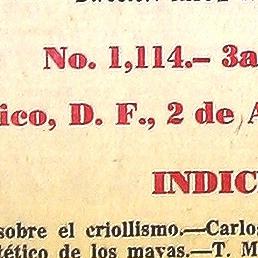 No. 1,114.— 3a
ico, D. F., 2 de A
INDIC
sobre el criollismo.—Carlos
tético de los mayas.—T. M